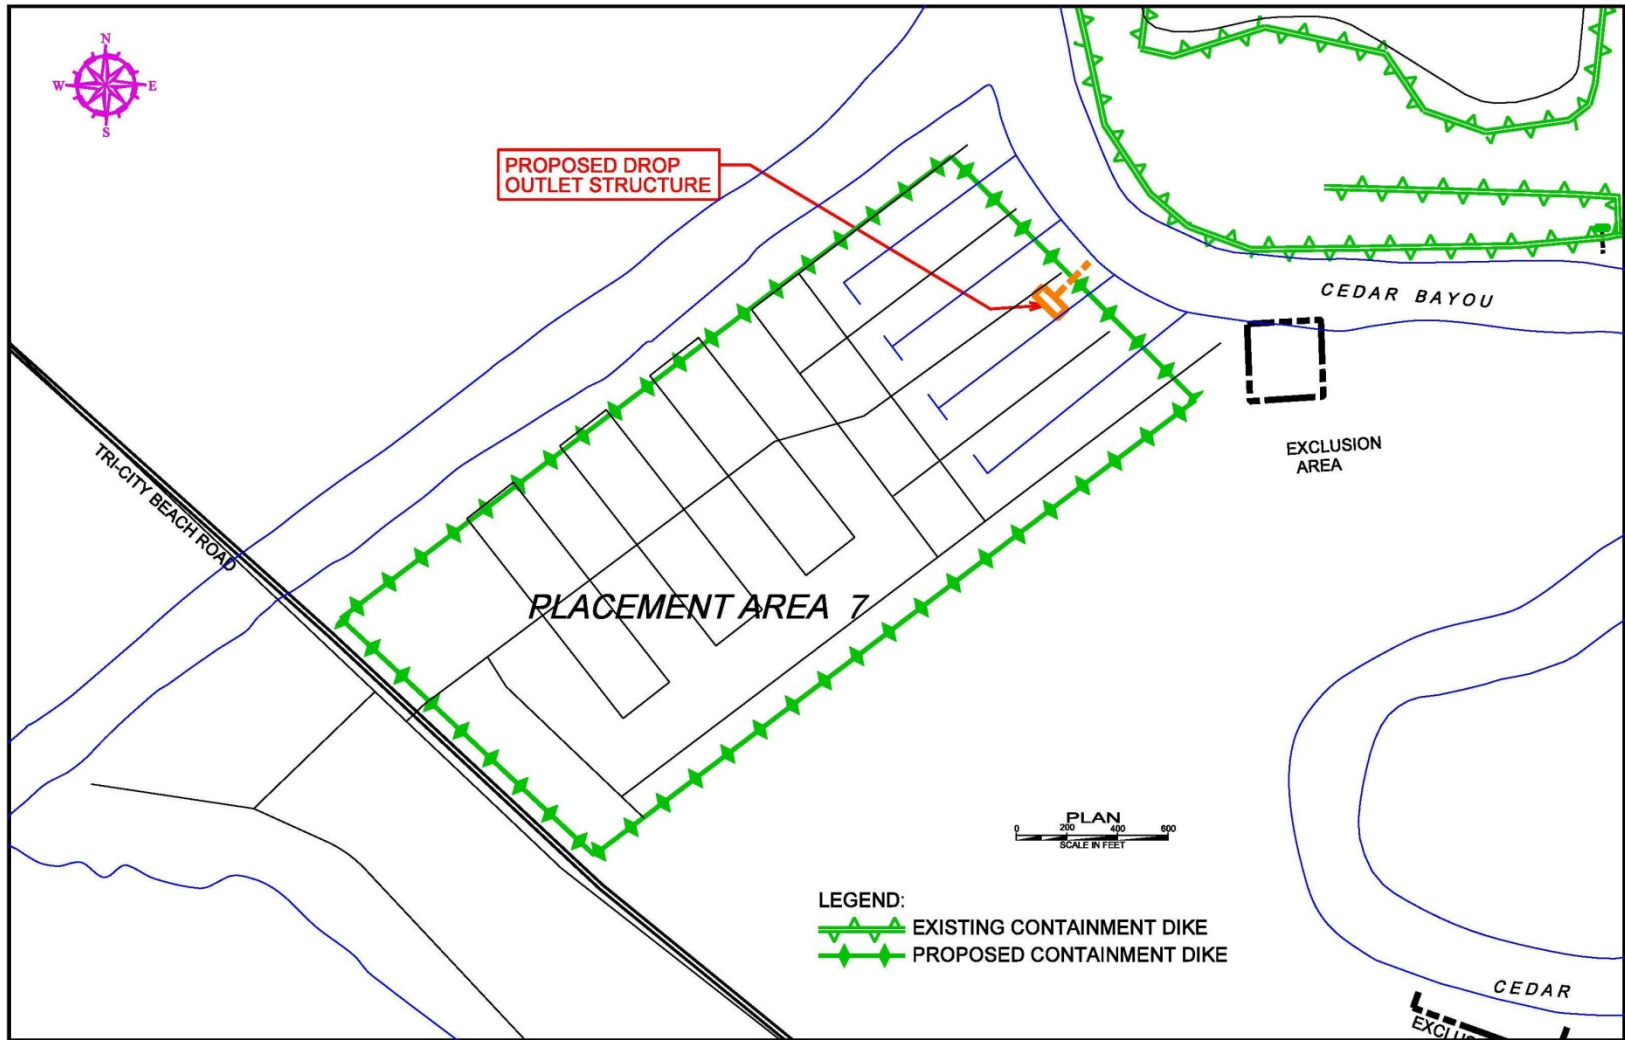 N
W E
S
PROPOSED DROP
OUTLET STRUCTURE
CEDAR BAYOU
EXCLUSION
AREA
TRI-CITY BEACH ROAD
PLACEMENT AREA 7
PLAN
0 200 400 600
SCALE IN FEET
LEGEND:
EXISTING CONTAINMENT DIKE
PROPOSED CONTAINMENT DIKE
CEDAR
EXCLUS